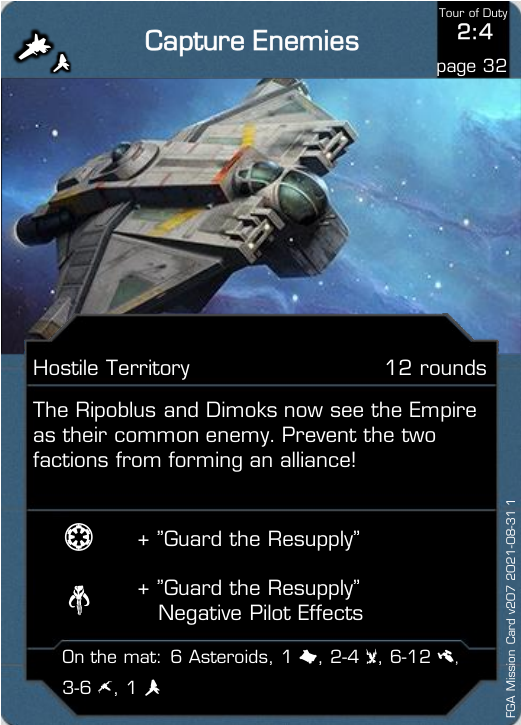 Capture Enemies
Tour of Duty
2:4
page 32
Hostile Territory
12 rounds
The Ripoblus and Dimoks now see the Empire
as their common enemy. Prevent the two
factions from forming an alliance!
+ "Guard the Resupply"
+ "Guard the Resupply"
Negative Pilot Effects
On the mat: 6 Asteroids, 1 , 2-4 , 6-12 ,
3-6 , 1
FGA Mission Card v207 2021-08-31 1